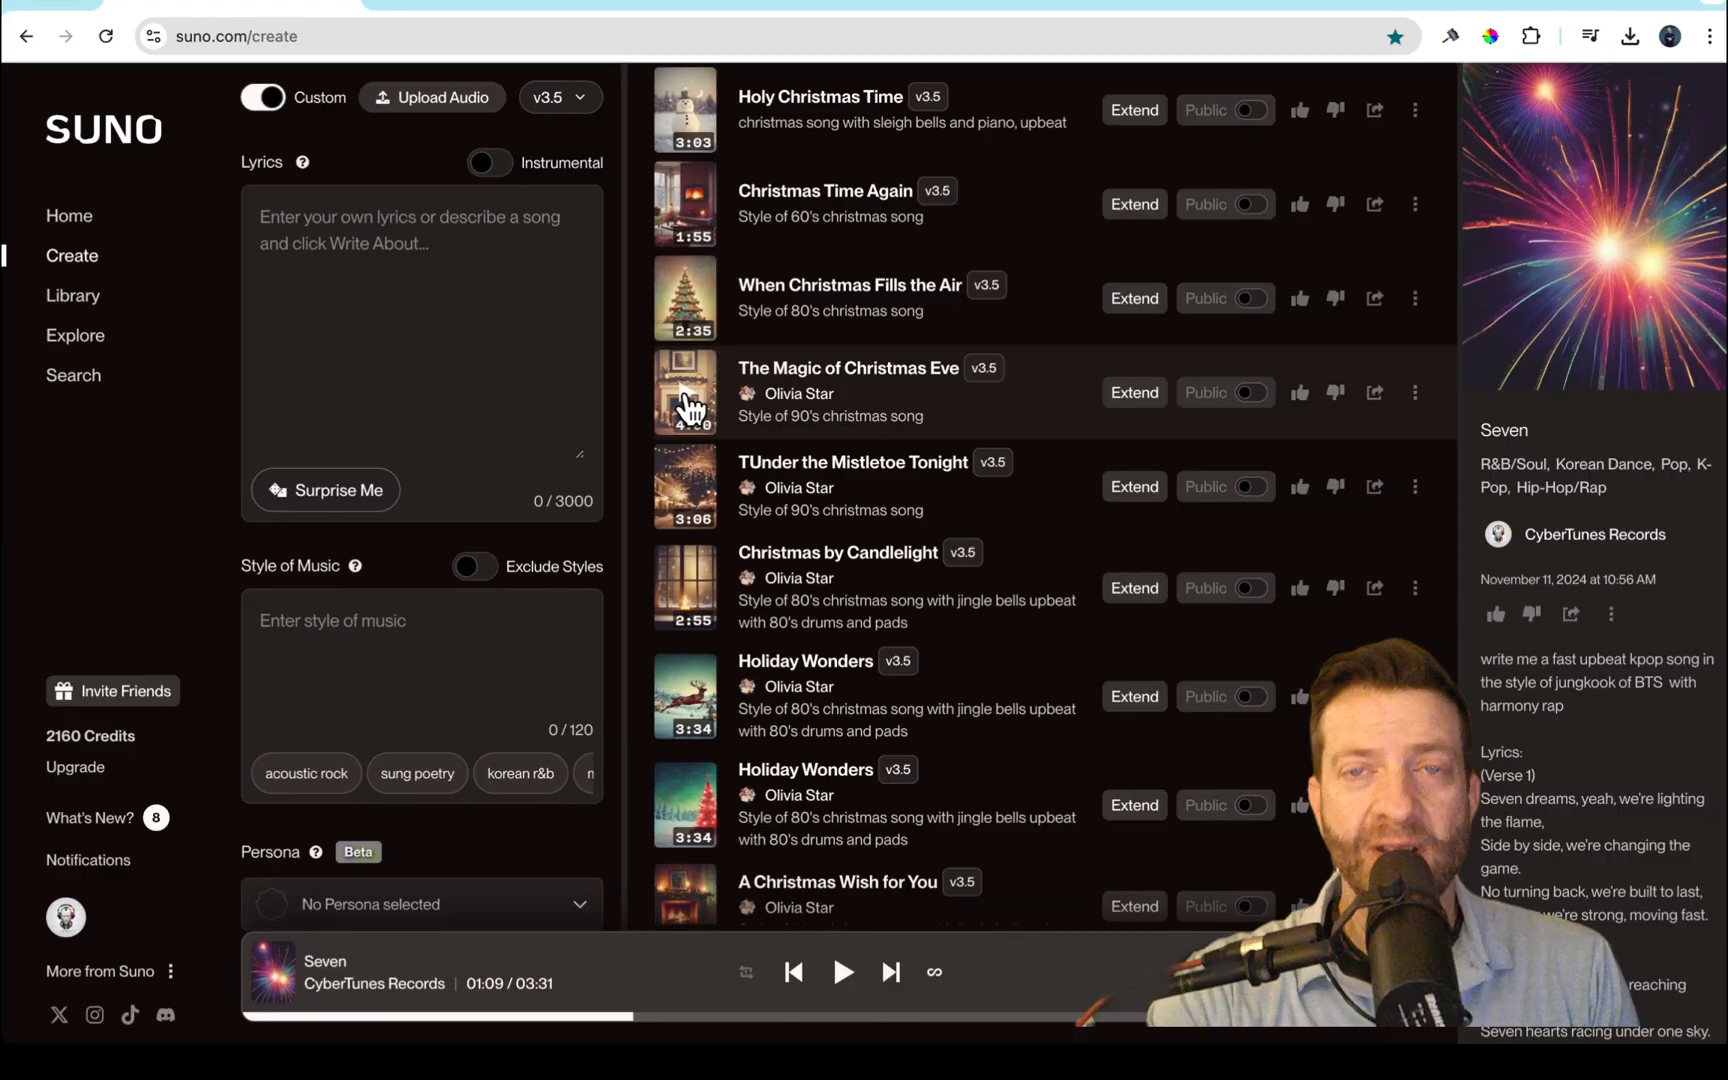 suno.com/create
SUNO
Home
Create
Library
Explore
Search
Invite Friends
2160 Credits
Upgrade
What's New? 8
Notifications
More from Suno
Custom
Upload Audio
v3.5
Lyrics
Instrumental
Enter your own lyrics or describe a song
and click Write About...
Surprise Me
0 / 3000
Style of Music
Exclude Styles
Enter style of music
0 / 120
acoustic rock
sung poetry
korean r&b
Persona
Beta
No Persona selected
Holy Christmas Time v3.5
christmas song with sleigh bells and piano, upbeat
3:03
Extend
Public
Christmas Time Again v3.5
Style of 60's christmas song
1:55
Extend
Public
When Christmas Fills the Air v3.5
Style of 80's christmas song
2:35
Extend
Public
The Magic of Christmas Eve v3.5
Olivia Star
Style of 90's christmas song
Extend
Public
TUnder the Mistletoe Tonight v3.5
Olivia Star
Style of 90's christmas song
3:06
Extend
Public
Christmas by Candlelight v3.5
Olivia Star
Style of 80's christmas song with jingle bells upbeat
with 80's drums and pads
2:55
Extend
Public
Holiday Wonders v3.5
Olivia Star
Style of 80's christmas song with jingle bells upbeat
with 80's drums and pads
3:34
Extend
Public
Holiday Wonders v3.5
Olivia Star
Style of 80's christmas song with jingle bells upbeat
with 80's drums and pads
3:34
Extend
Public
A Christmas Wish for You v3.5
Olivia Star
Extend
Public
Seven
R&B/Soul, Korean Dance, Pop, K-
Pop, Hip-Hop/Rap
CyberTunes Records
November 11, 2024 at 10:56 AM
write me a fast upbeat kpop song in
the style of jungkook of BTS with
harmony rap
Lyrics:
(Verse 1)
Seven dreams, yeah, we're lighting
the flame,
Side by side, we're changing the
game.
No turning back, we're built to last,
we're strong, moving fast.
reaching
Seven hearts racing under one sky.
Seven
CyberTunes Records | 01:09 / 03:31